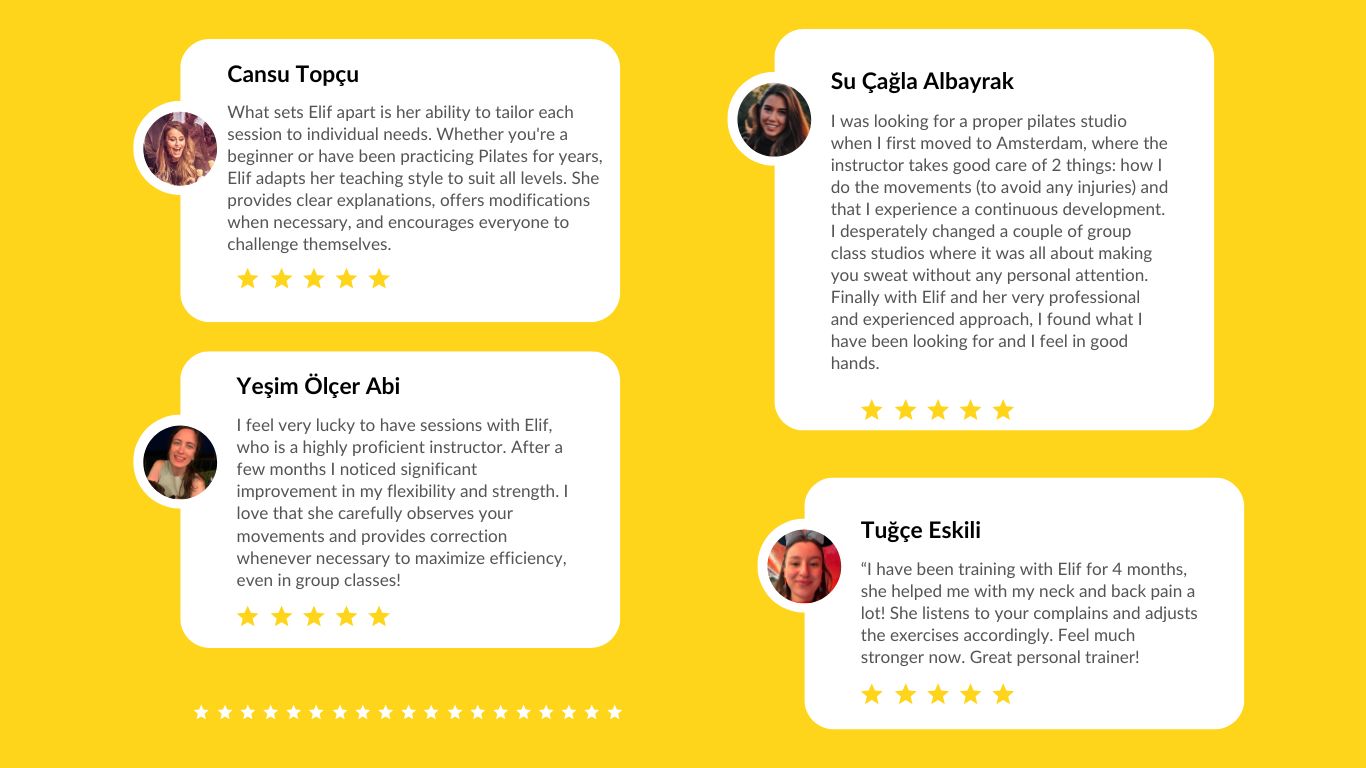 Cansu Topçu
What sets Elif apart is her ability to tailor each
session to individual needs. Whether you're a
beginner or have been practicing Pilates for years,
Elif adapts her teaching style to suit all levels. She
provides clear explanations, offers modifications
when necessary, and encourages everyone to
challenge themselves.
Yeşim Ölçer Abi
I feel very lucky to have sessions with Elif,
who is a highly proficient instructor. After a
few months I noticed significant
improvement in my flexibility and strength. I
love that she carefully observes your
movements and provides correction
whenever necessary to maximize efficiency,
even in group classes!
Su Çağla Albayrak
I was looking for a proper pilates studio
when I first moved to Amsterdam, where the
instructor takes good care of 2 things: how I
do the movements (to avoid any injuries) and
that I experience a continuous development.
I desperately changed a couple of group
class studios where it was all about making
you sweat without any personal attention.
Finally with Elif and her very professional
and experienced approach, I found what I
have been looking for and I feel in good
hands.
Tuğçe Eskili
“I have been training with Elif for 4 months,
she helped me with my neck and back pain a
lot! She listens to your complains and adjusts
the exercises accordingly. Feel much
stronger now. Great personal trainer!